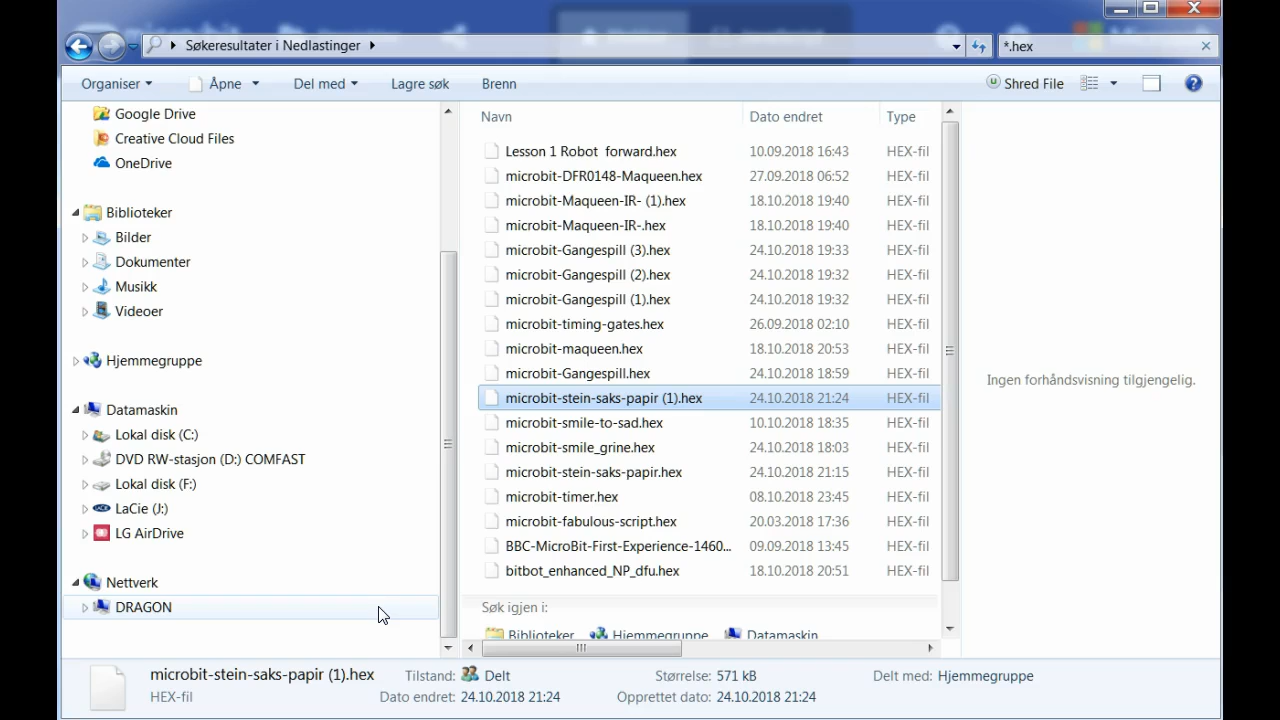 Søkeresultater i Nedlastinger
*.hex
Organiser
Åpne
Del med
Lagre søk
Brenn
Shred File
Google Drive
Creative Cloud Files
OneDrive
Biblioteker
Bilder
Dokumenter
Musikk
Videoer
Hjemmegruppe
Datamaskin
Lokal disk (C:)
DVD RW-stasjon (D:) COMFAST
Lokal disk (F:)
LaCie (J:)
LG AirDrive
Nettverk
DRAGON
Navn Dato endret Type
Lesson 1 Robot  forward.hex 10.09.2018 16:43 HEX-fil
microbit-DFR0148-Maqueen.hex 27.09.2018 06:52 HEX-fil
microbit-Maqueen-IR- (1).hex 18.10.2018 19:40 HEX-fil
microbit-Maqueen-IR-.hex 18.10.2018 19:40 HEX-fil
microbit-Gangespill (3).hex 24.10.2018 19:33 HEX-fil
microbit-Gangespill (2).hex 24.10.2018 19:32 HEX-fil
microbit-Gangespill (1).hex 24.10.2018 19:32 HEX-fil
microbit-timing-gates.hex 26.09.2018 02:10 HEX-fil
microbit-maqueen.hex 18.10.2018 20:53 HEX-fil
microbit-Gangespill.hex 24.10.2018 18:59 HEX-fil
microbit-stein-saks-papir (1).hex 24.10.2018 21:24 HEX-fil
microbit-smile-to-sad.hex 10.10.2018 18:35 HEX-fil
microbit-smile_grine.hex 24.10.2018 18:03 HEX-fil
microbit-stein-saks-papir.hex 24.10.2018 21:15 HEX-fil
microbit-timer.hex 08.10.2018 23:45 HEX-fil
microbit-fabulous-script.hex 20.03.2018 17:36 HEX-fil
BBC-MicroBit-First-Experience-1460... 09.09.2018 13:45 HEX-fil
bitbot_enhanced_NP_dfu.hex 18.10.2018 20:51 HEX-fil
Søk igjen i:
Biblioteker Hjemmegruppe Datamaskin
Ingen forhåndsvisning tilgjengelig.
microbit-stein-saks-papir (1).hex Tilstand: Delt Størrelse: 571 kB Delt med: Hjemmegruppe
HEX-fil Dato endret: 24.10.2018 21:24 Opprettet dato: 24.10.2018 21:24